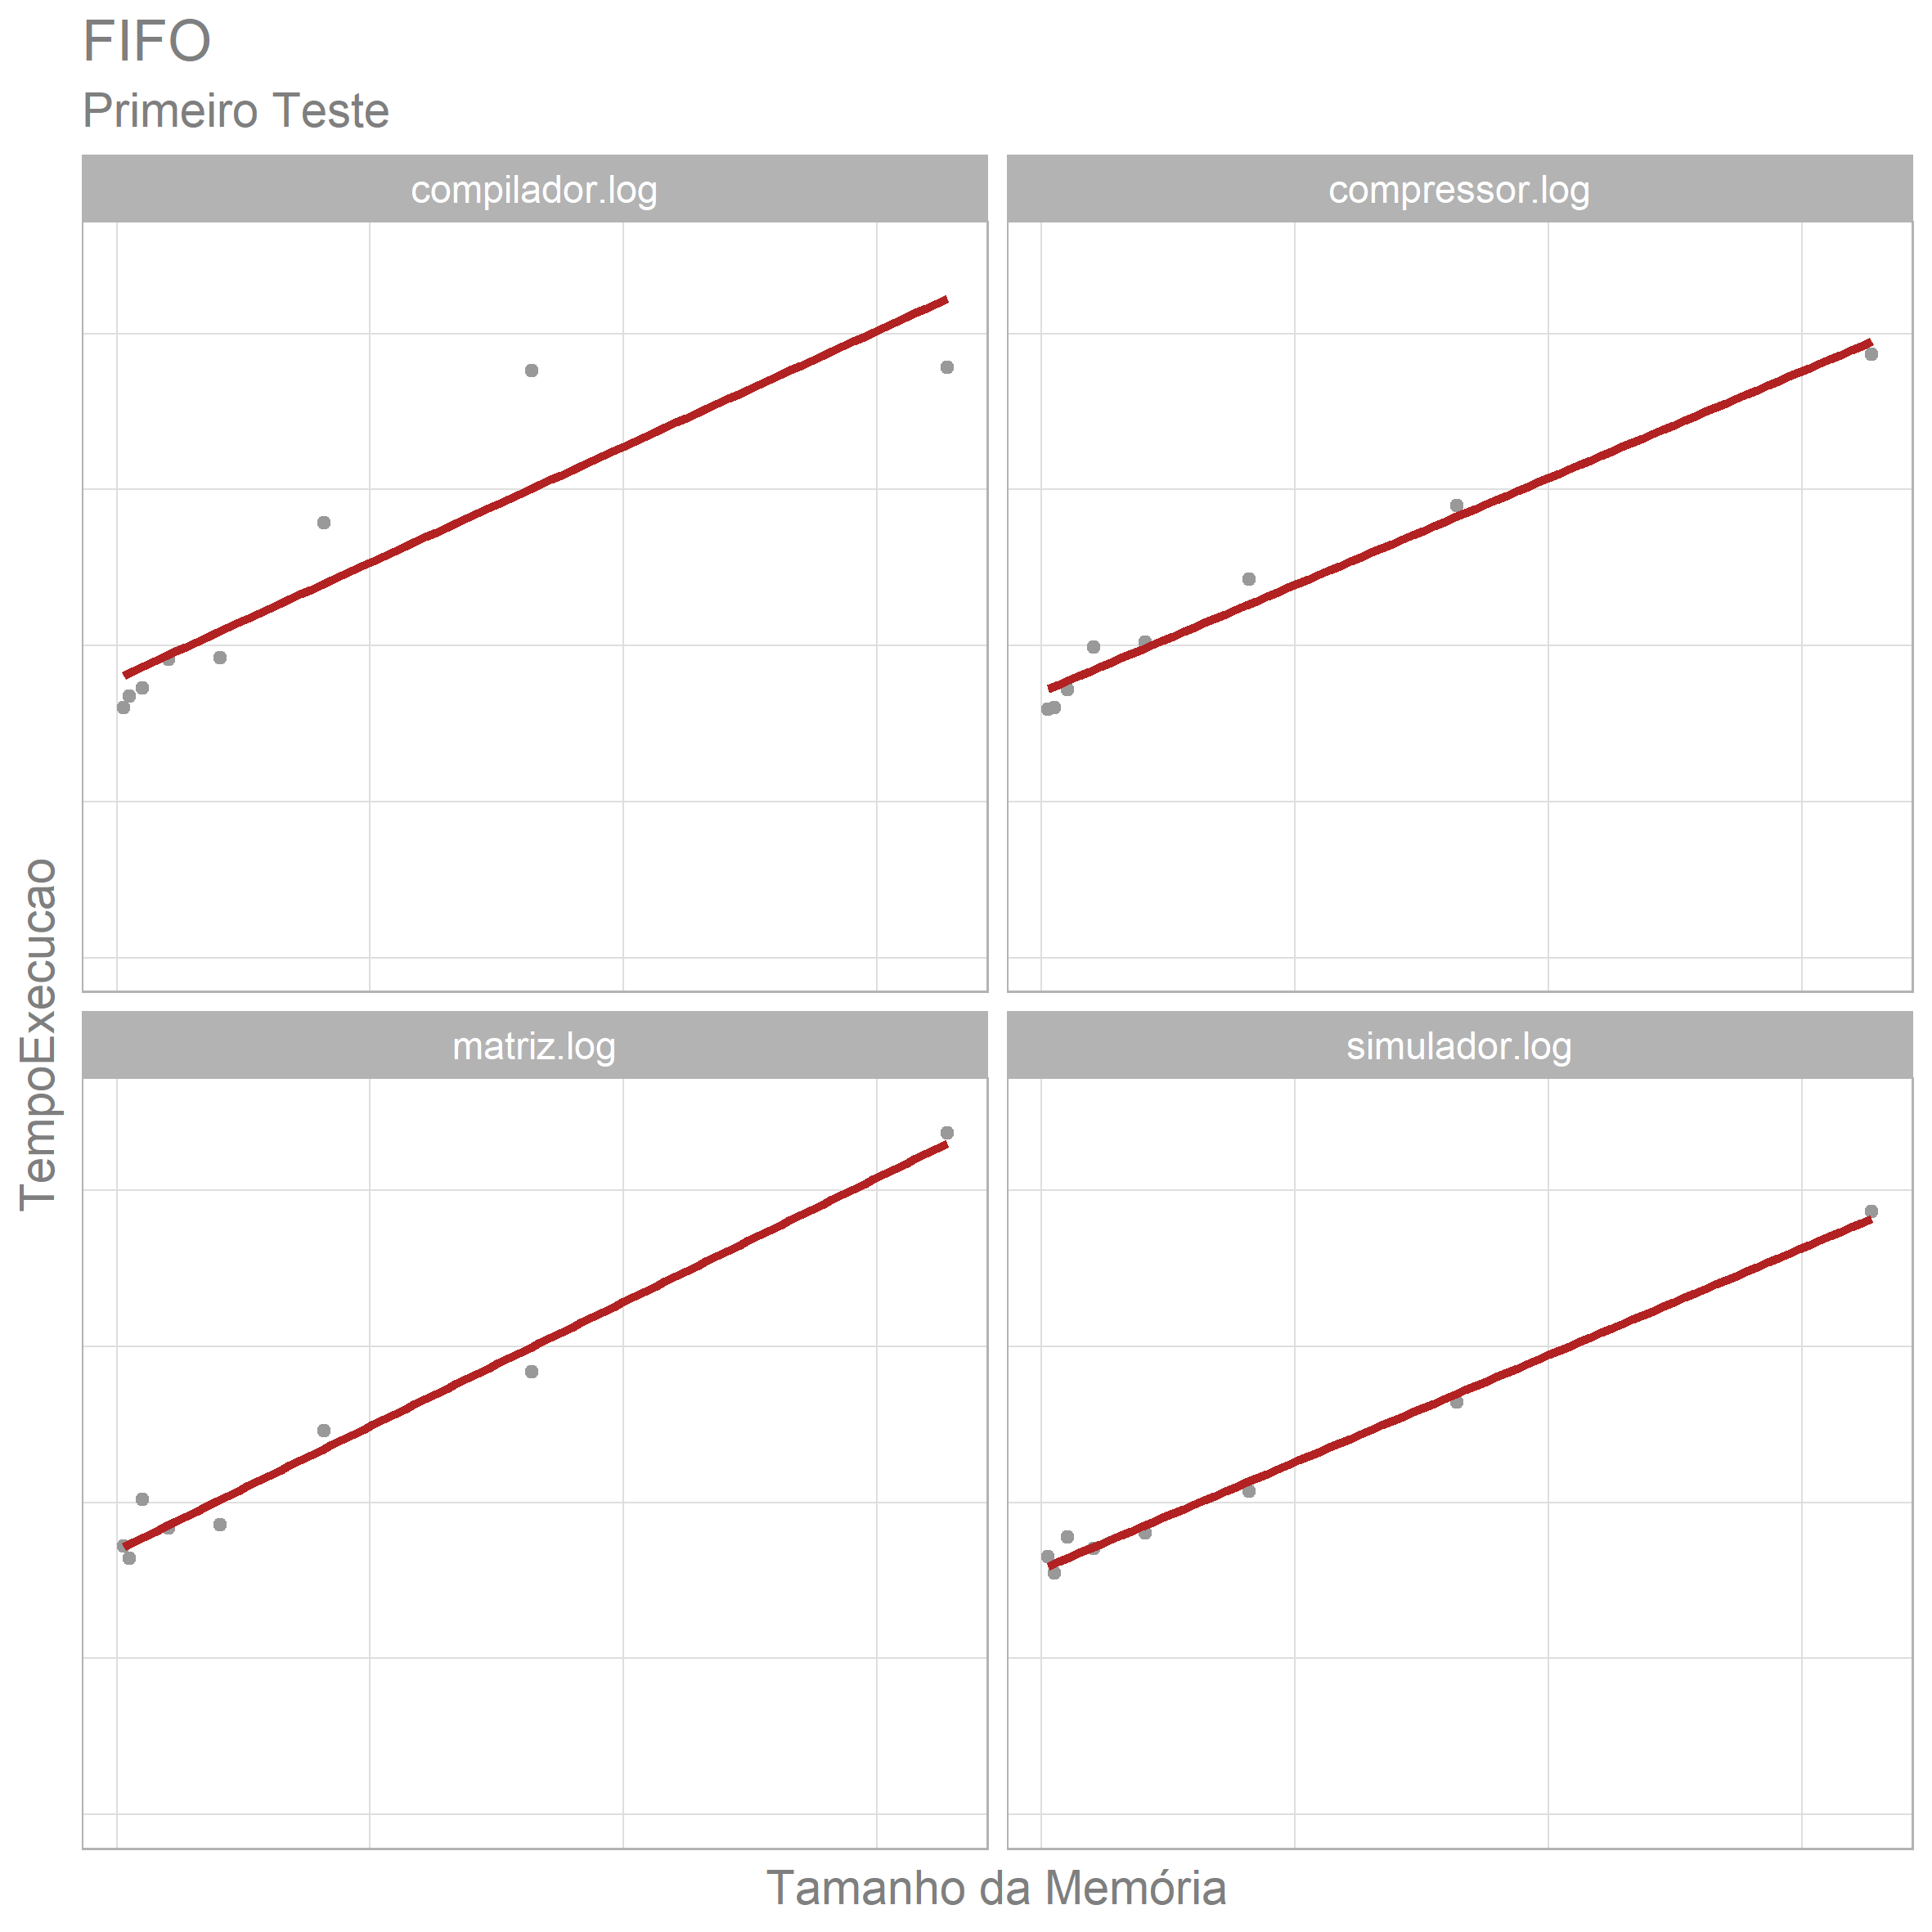 FIFO
Primeiro Teste
compilador.log
compressor.log
TempoExecucao
matriz.log
simulador.log
Tamanho da Memória